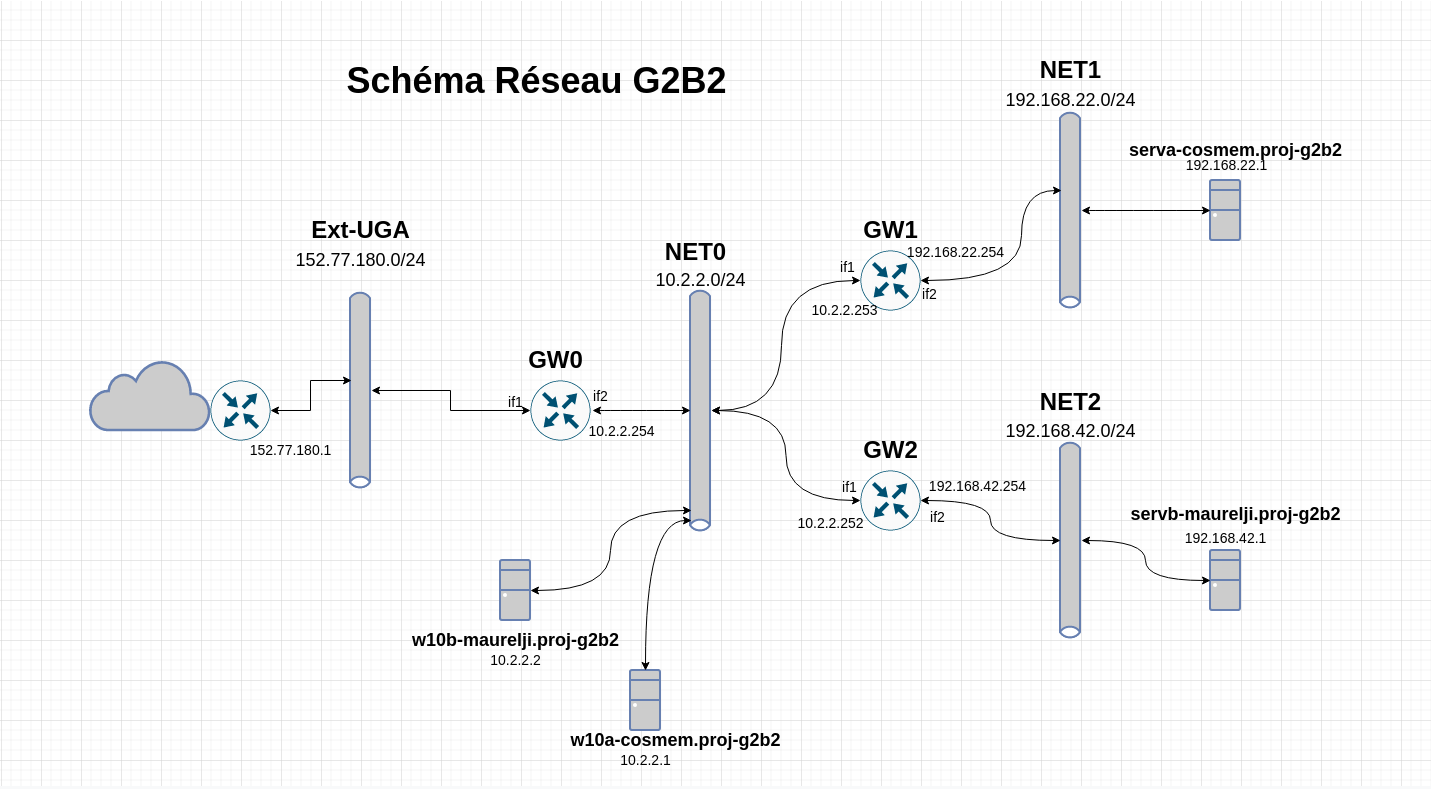 Schéma Réseau G2B2
NET1
192.168.22.0/24
serva-cosmem.proj-g2b2
192.168.22.1
Ext-UGA
152.77.180.0/24
NET0
10.2.2.0/24
GW1
192.168.22.254
if1
if2
10.2.2.253
GW0
if1
if2
10.2.2.254
152.77.180.1
NET2
192.168.42.0/24
GW2
if1
192.168.42.254
10.2.2.252
if2
servb-maurelji.proj-g2b2
192.168.42.1
w10b-maurelji.proj-g2b2
10.2.2.2
w10a-cosmem.proj-g2b2
10.2.2.1